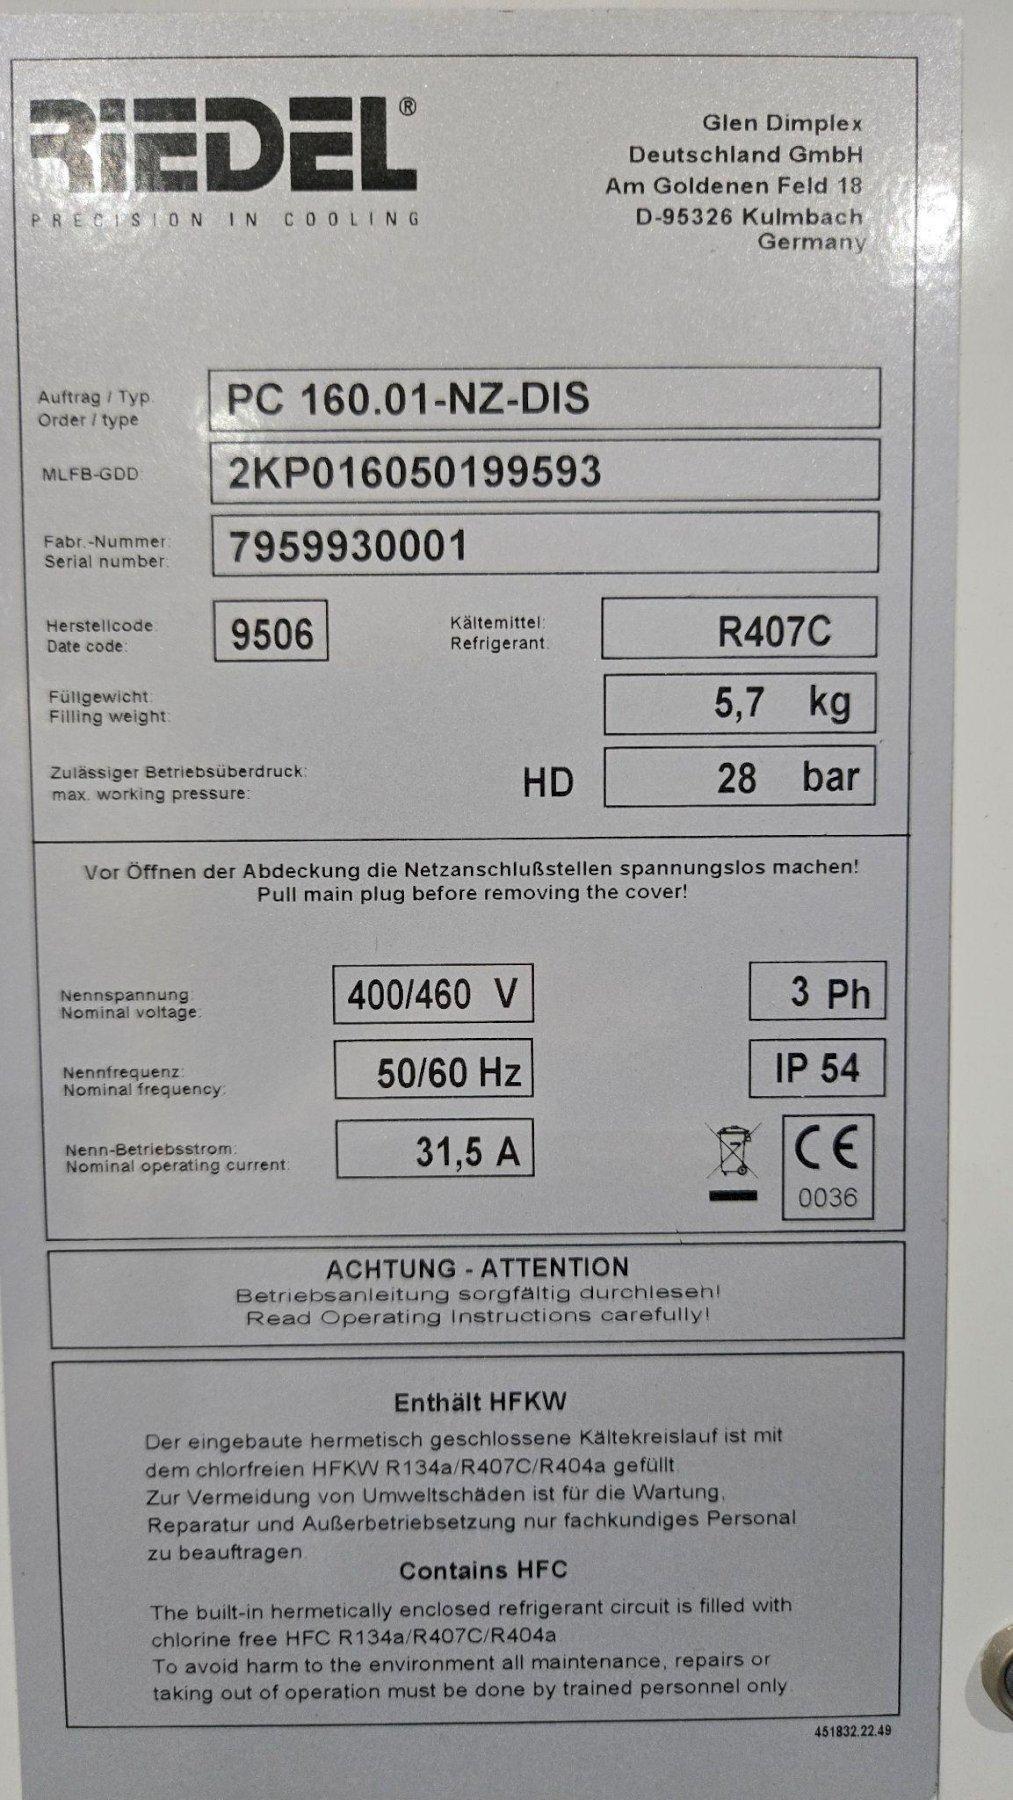 RIEDEL®
PRECISION IN COOLING
Glen Dimplex
Deutschland GmbH
Am Goldenen Feld 18
D-95326 Kulmbach
Germany
Auftrag / Typ PC 160.01-NZ-DIS
Order / type
MLFB-GDD 2KP016050199593
Fabr.-Nummer: 7959930001
Serial number:
Herstellcode 9506 Kältemittel: R407C
Date code: Refrigerant:
Füllgewicht: 5,7 kg
Filling weight:
Zulässiger Betriebsüberdruck: HD 28 bar
max. working pressure:
Vor Öffnen der Abdeckung die Netzanschlußstellen spannungslos machen!
Pull main plug before removing the cover!
Nennspannung: 400/460 V 3 Ph
Nominal voltage:
Nennfrequenz: 50/60 Hz IP 54
Nominal frequency:
Nenn-Betriebsstrom: 31,5 A CE
Nominal operating current: 0036
ACHTUNG - ATTENTION
Betriebsanleitung sorgfältig durchlesen!
Read Operating Instructions carefully!
Enthält HFKW
Der eingebaute hermetisch geschlossene Kältekreislauf ist mit
dem chlorfreien HFKW R134a/R407C/R404a gefüllt.
Zur Vermeidung von Umweltschäden ist für die Wartung,
Reparatur und Außerbetriebsetzung nur fachkundiges Personal
zu beauftragen.
Contains HFC
The built-in hermetically enclosed refrigerant circuit is filled with
chlorine free HFC R134a/R407C/R404a
To avoid harm to the environment all maintenance, repairs or
taking out of operation must be done by trained personnel only.
451832.22.49